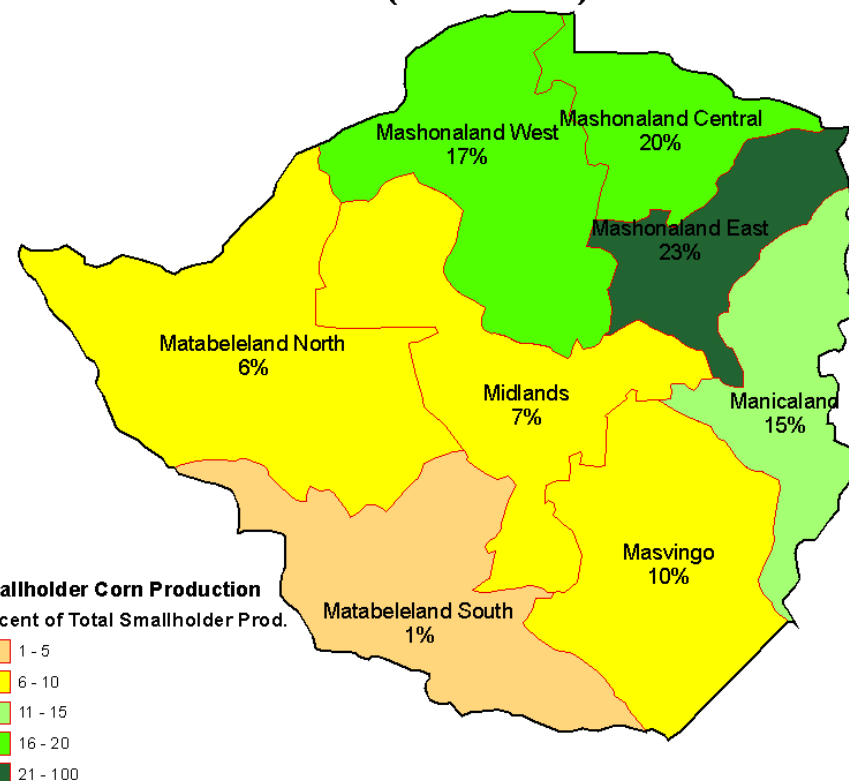 Mashonaland Central
20%
Mashonaland West
17%
Mashonaland East
23%
Matabeleland North
6%
Midlands
7%
Manicaland
15%
Masvingo
10%
Matabeleland South
1%
allholder Corn Production
cent of Total Smallholder Prod.
1 - 5
6 - 10
11 - 15
16 - 20
21 - 100